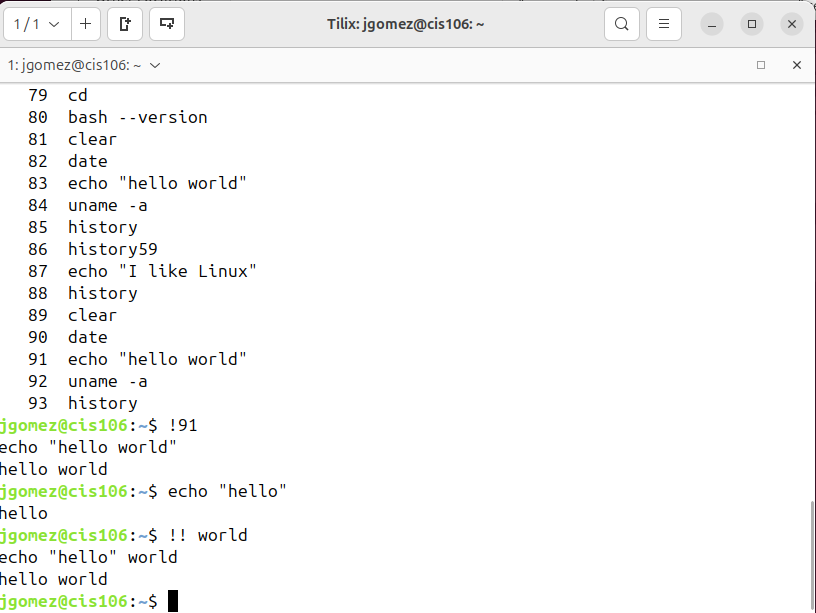 1 / 1
Tilix: jgomez@cis106: ~
1: jgomez@cis106: ~
79 cd
80 bash --version
81 clear
82 date
83 echo "hello world"
84 uname -a
85 history
86 history59
87 echo "I like Linux"
88 history
89 clear
90 date
91 echo "hello world"
92 uname -a
93 history
jgomez@cis106:~$ !91
echo "hello world"
hello world
jgomez@cis106:~$ echo "hello"
hello
jgomez@cis106:~$ !! world
echo "hello" world
hello world
jgomez@cis106:~$